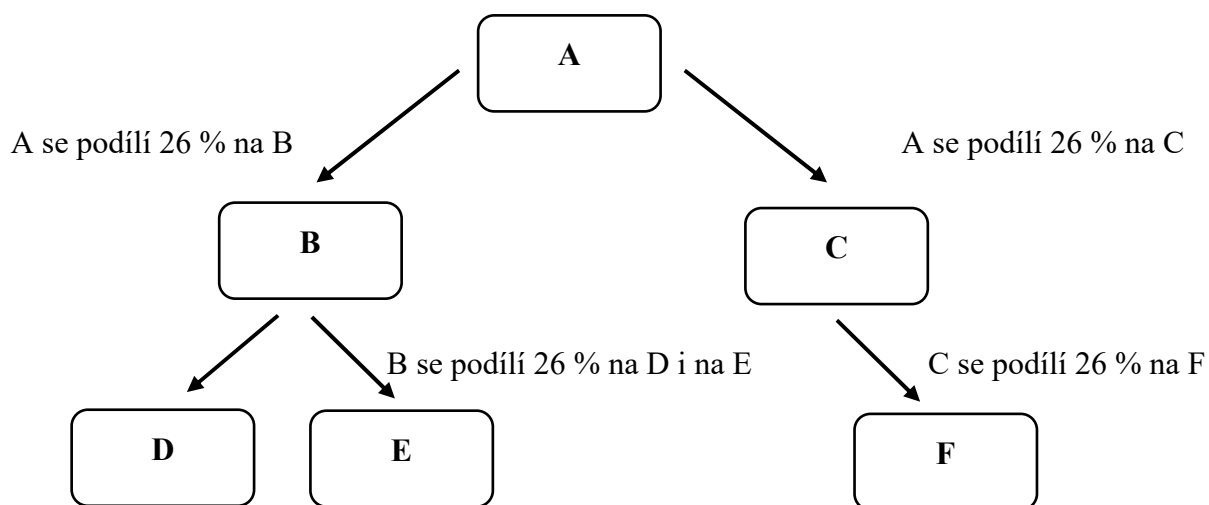 A
A se podílí 26 % na B
A se podílí 26 % na C
B
C
B se podílí 26 % na D i na E
C se podílí 26 % na F
D
E
F